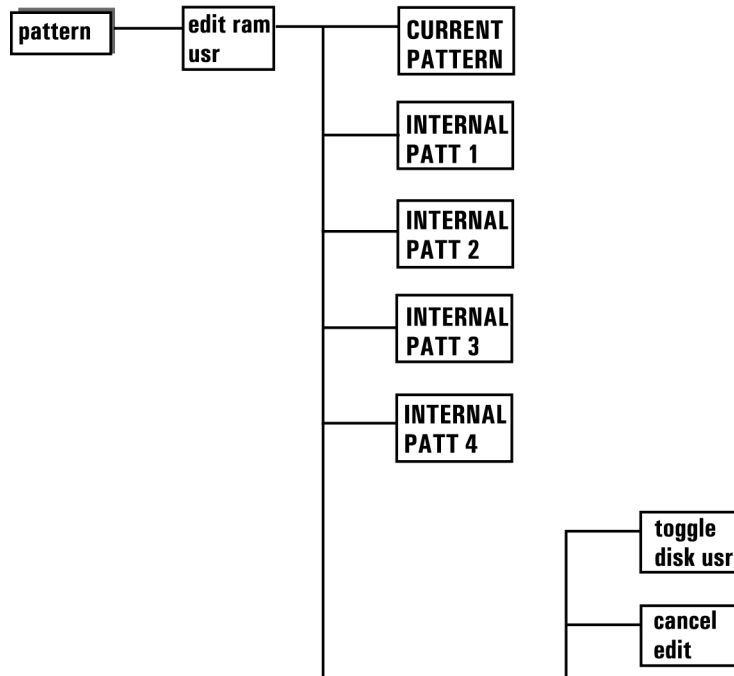 pattern
edit ram
usr
CURRENT
PATTERN
INTERNAL
PATT 1
INTERNAL
PATT 2
INTERNAL
PATT 3
INTERNAL
PATT 4
toggle
disk usr
cancel
edit